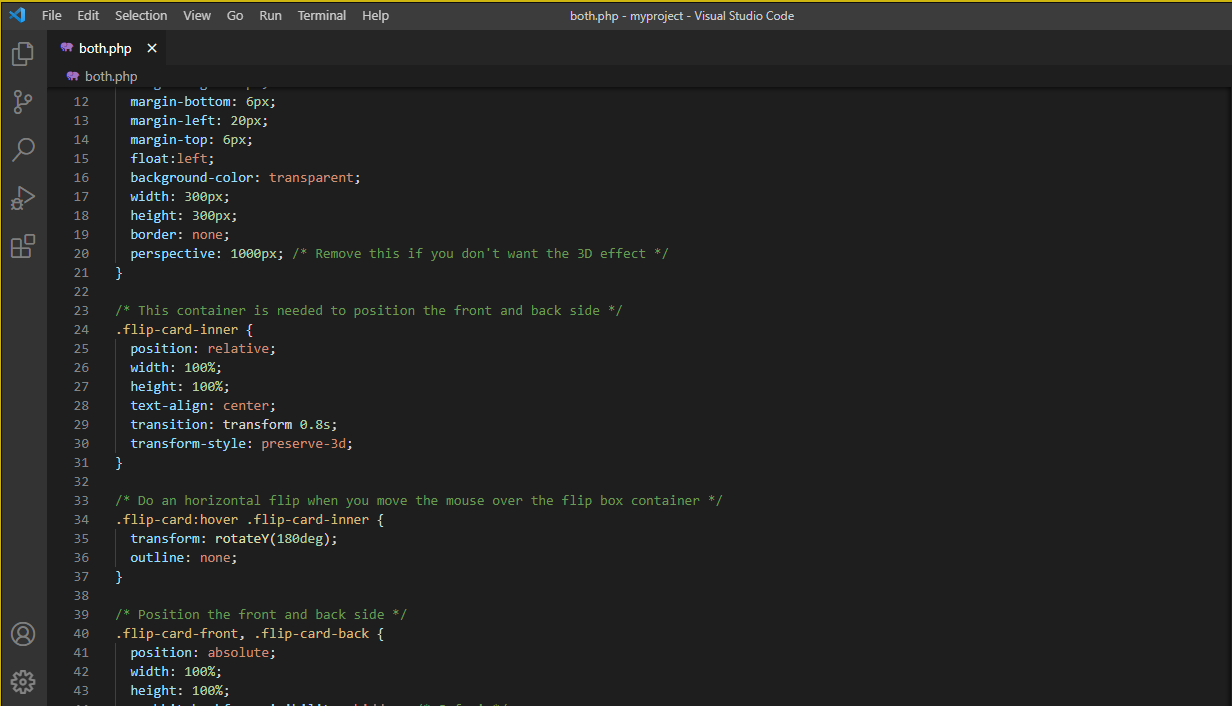 File Edit Selection View Go Run Terminal Help both.php - myproject - Visual Studio Code
both.php
both.php
12 margin-bottom: 6px;
13 margin-left: 20px;
14 margin-top: 6px;
15 float:left;
16 background-color: transparent;
17 width: 300px;
18 height: 300px;
19 border: none;
20 perspective: 1000px; /* Remove this if you don't want the 3D effect */
21 }
22
23 /* This container is needed to position the front and back side */
24 .flip-card-inner {
25 position: relative;
26 width: 100%;
27 height: 100%;
28 text-align: center;
29 transition: transform 0.8s;
30 transform-style: preserve-3d;
31 }
32
33 /* Do an horizontal flip when you move the mouse over the flip box container */
34 .flip-card:hover .flip-card-inner {
35 transform: rotateY(180deg);
36 outline: none;
37 }
38
39 /* Position the front and back side */
40 .flip-card-front, .flip-card-back {
41 position: absolute;
42 width: 100%;
43 height: 100%;